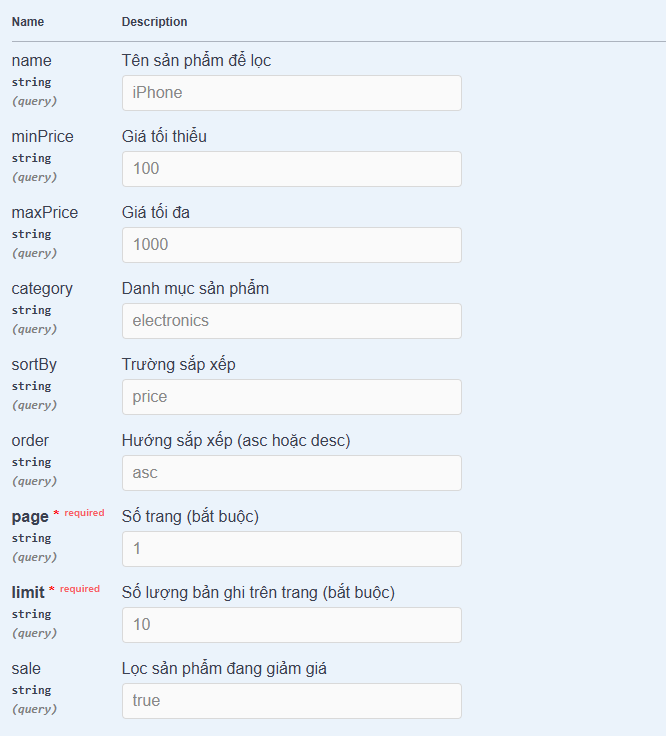 Name Description
name Tên sản phẩm để lọc
string
(query)
iPhone
minPrice Giá tối thiểu
string
(query)
100
maxPrice Giá tối đa
string
(query)
1000
category Danh mục sản phẩm
string
(query)
electronics
sortBy Trường sắp xếp
string
(query)
price
order Hướng sắp xếp (asc hoặc desc)
string
(query)
asc
page * required Số trang (bắt buộc)
string
(query)
1
limit * required Số lượng bản ghi trên trang (bắt buộc)
string
(query)
10
sale Lọc sản phẩm đang giảm giá
string
(query)
true